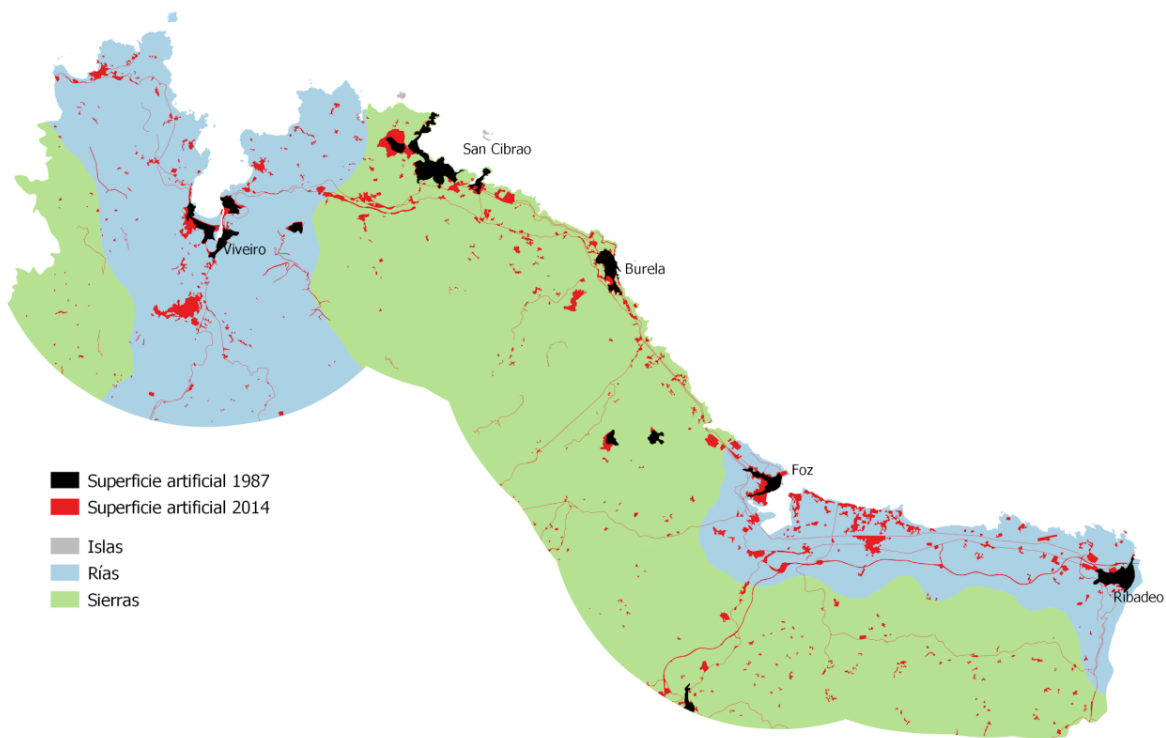 San Cibrao
Viveiro
Burela
Foz
Ribadeo
Superficie artificial 1987
Superficie artificial 2014
Islas
Rías
Sierras